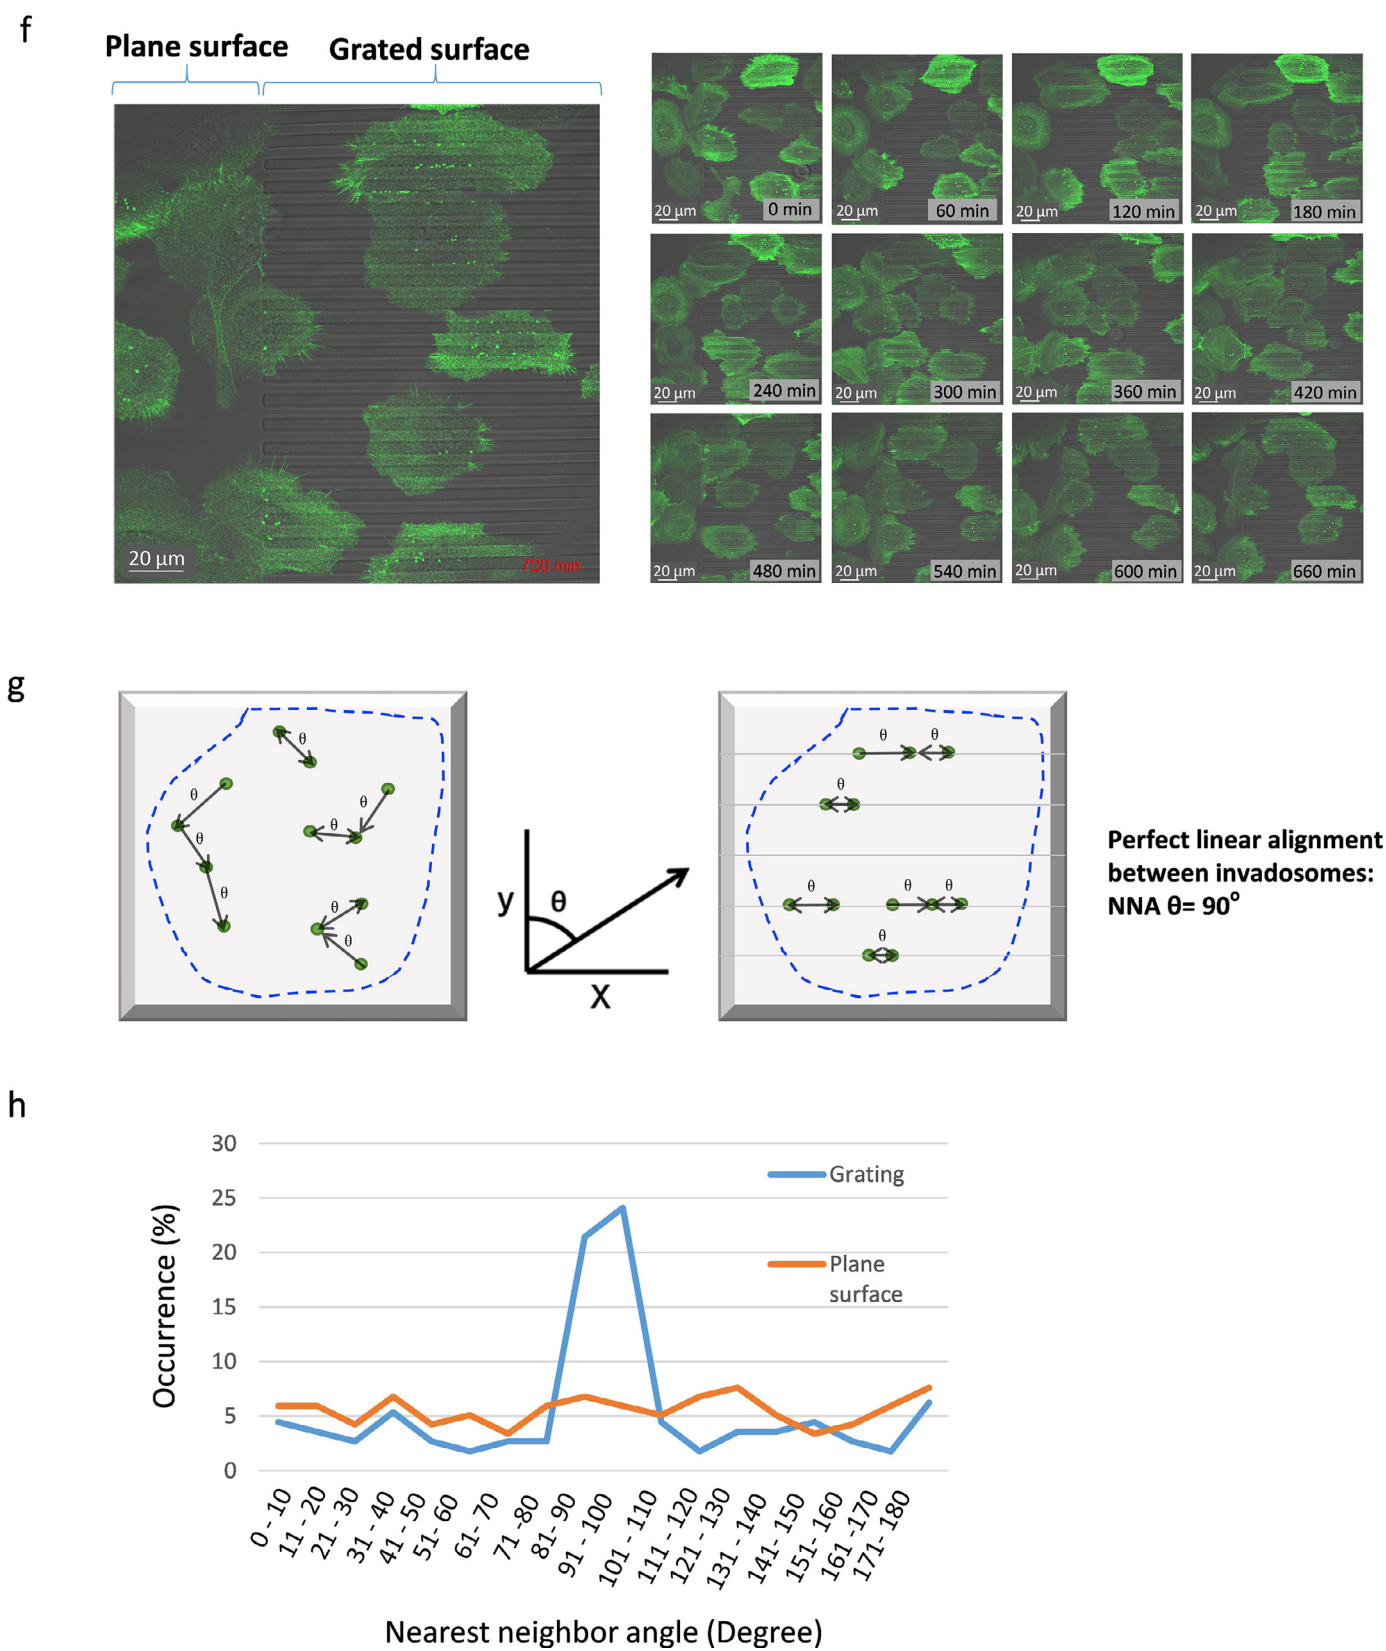 f
Plane surface
Grated surface
20 µm
720 min
20 µm
0 min
20 µm
60 min
20 µm
120 min
20 µm
180 min
20 µm
240 min
20 µm
300 min
20 µm
360 min
20 µm
420 min
20 µm
480 min
20 µm
540 min
20 µm
600 min
20 µm
660 min
g
θ
θ
θ
θ
θ
θ
θ
θ
y
θ
X
θ
θ
θ
θ
θ
θ
θ
Perfect linear alignment
between invadosomes:
NNA θ= 90°
h
30
25
20
15
10
5
0
Occurrence (%)
Grating
Plane
surface
0 - 10
11 - 20
21 - 30
31 - 40
41 - 50
51- 60
61- 70
71 -80
81- 90
91 - 100
101 - 110
111 - 120
121 - 130
131 - 140
141- 150
151- 160
161 -170
171- 180
Nearest neighbor angle (Degree)